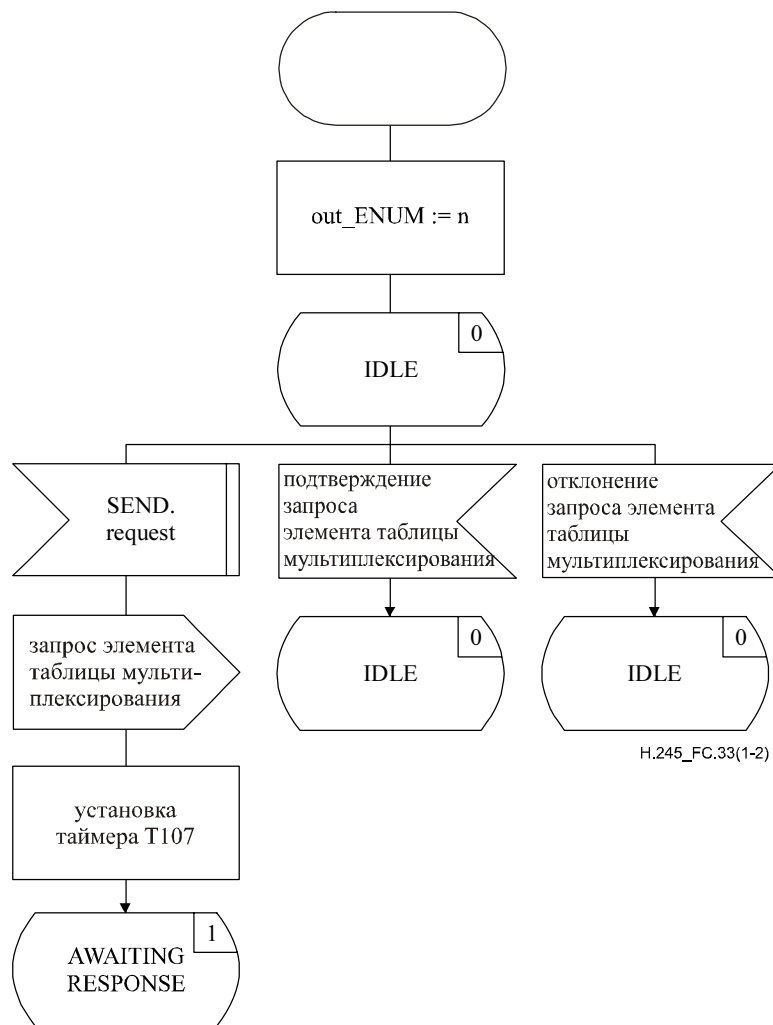 out_ENUM := n
0
IDLE
SEND.
request
подтверждение
запроса
элемента таблицы
мультиплексирования
отклонение
запроса элемента
таблицы
мультиплексирования
запрос элемента
таблицы мульти-
плексирования
0
IDLE
0
IDLE
H.245_FC.33(1-2)
установка
таймера T107
1
AWAITING
RESPONSE